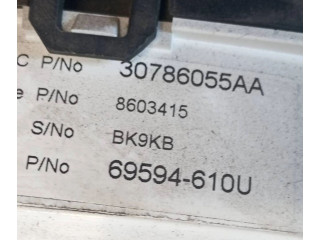 C P/No 30786055AA
e P/No 8603415
S/No BK9KB
P/No 69594-610U